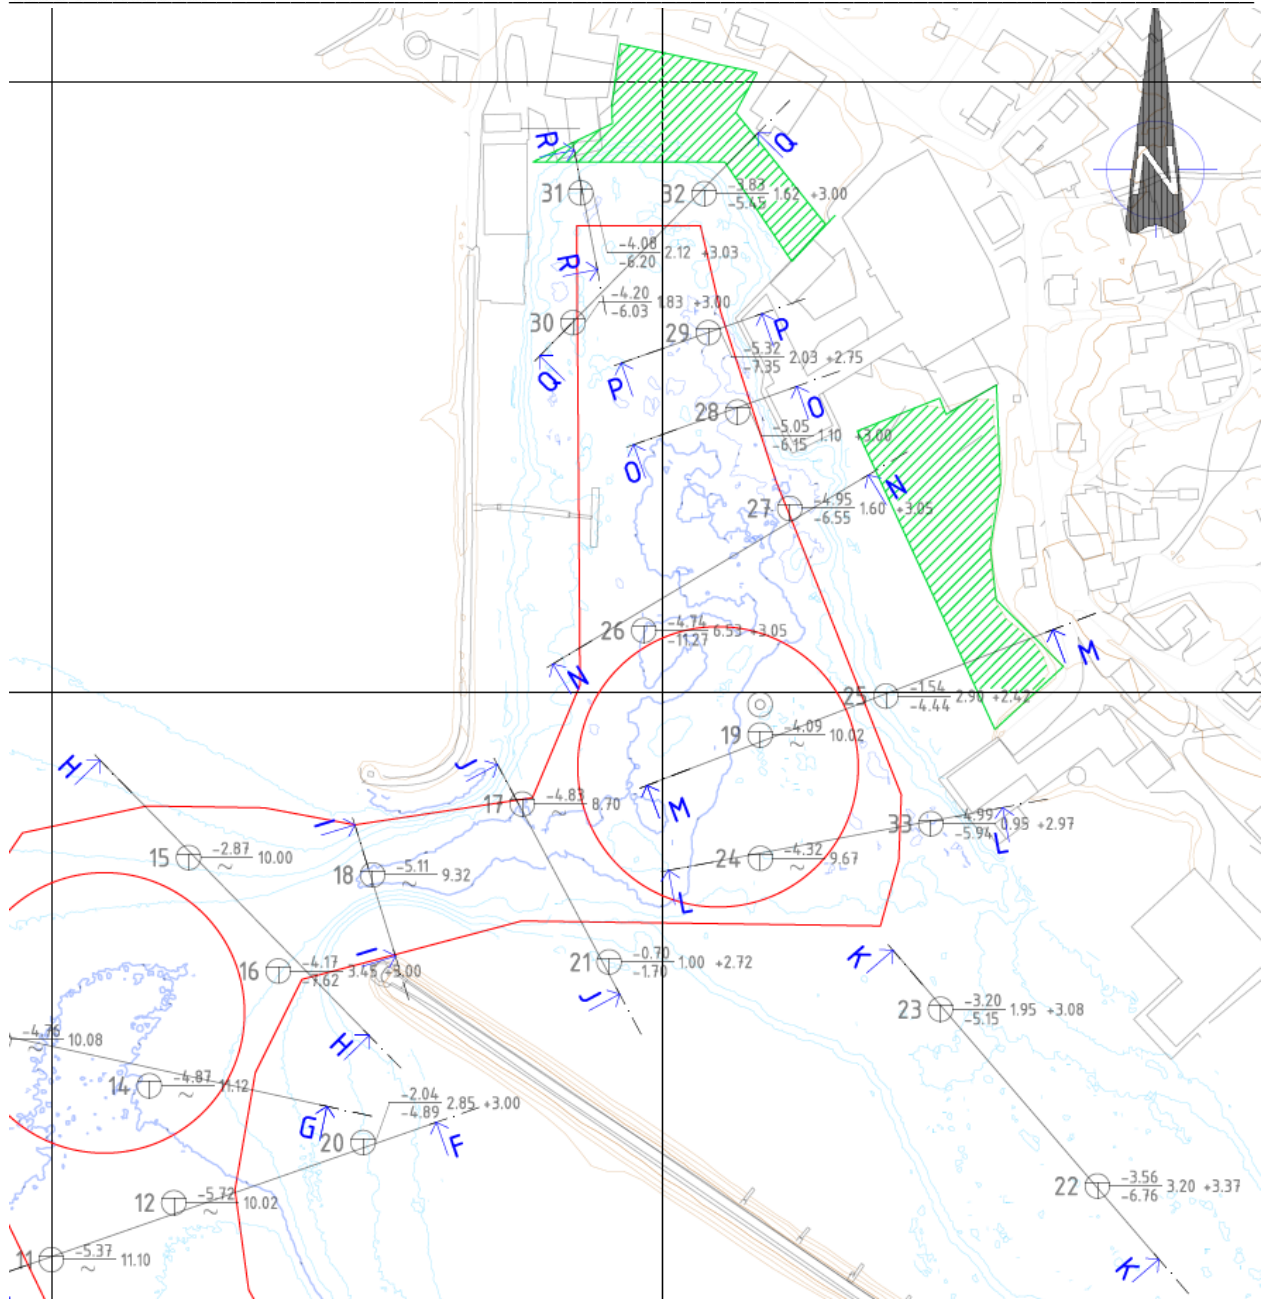 N
R
Q
31
32
-3.83 1.62 +3.00
-5.45
-4.08 2.12 +3.03
-6.20
R
-4.20 1.83 +3.00
-6.03
30
29
P
-5.32 2.03 +2.75
-7.35
Q
P
28
O
-5.05 1.10 +3.00
-6.15
O
N
27
-4.95 1.60 +3.05
-6.55
26
-4.74 6.53 +3.05
-11.27
M
N
25
-1.54 2.90 +2.42
-4.44
19
-4.09 10.02
~
H
J
17
-4.83 8.70
~
M
I
33
-4.99 0.95 +2.97
-5.94
L
15
-2.87 10.00
~
24
-4.32 9.67
~
18
-5.11 9.32
~
L
I
K
16
-4.17 3.45 +3.00
-7.62
21
-0.70 1.00 +2.72
-1.70
J
23
-3.20 1.95 +3.08
-5.15
H
-4.76 10.08
~
14
-4.87 11.12
~
G
-2.04 2.85 +3.00
-4.89
20
F
12
-5.72 10.02
~
22
-3.56 3.20 +3.37
-6.76
11
-5.37 11.10
~
K